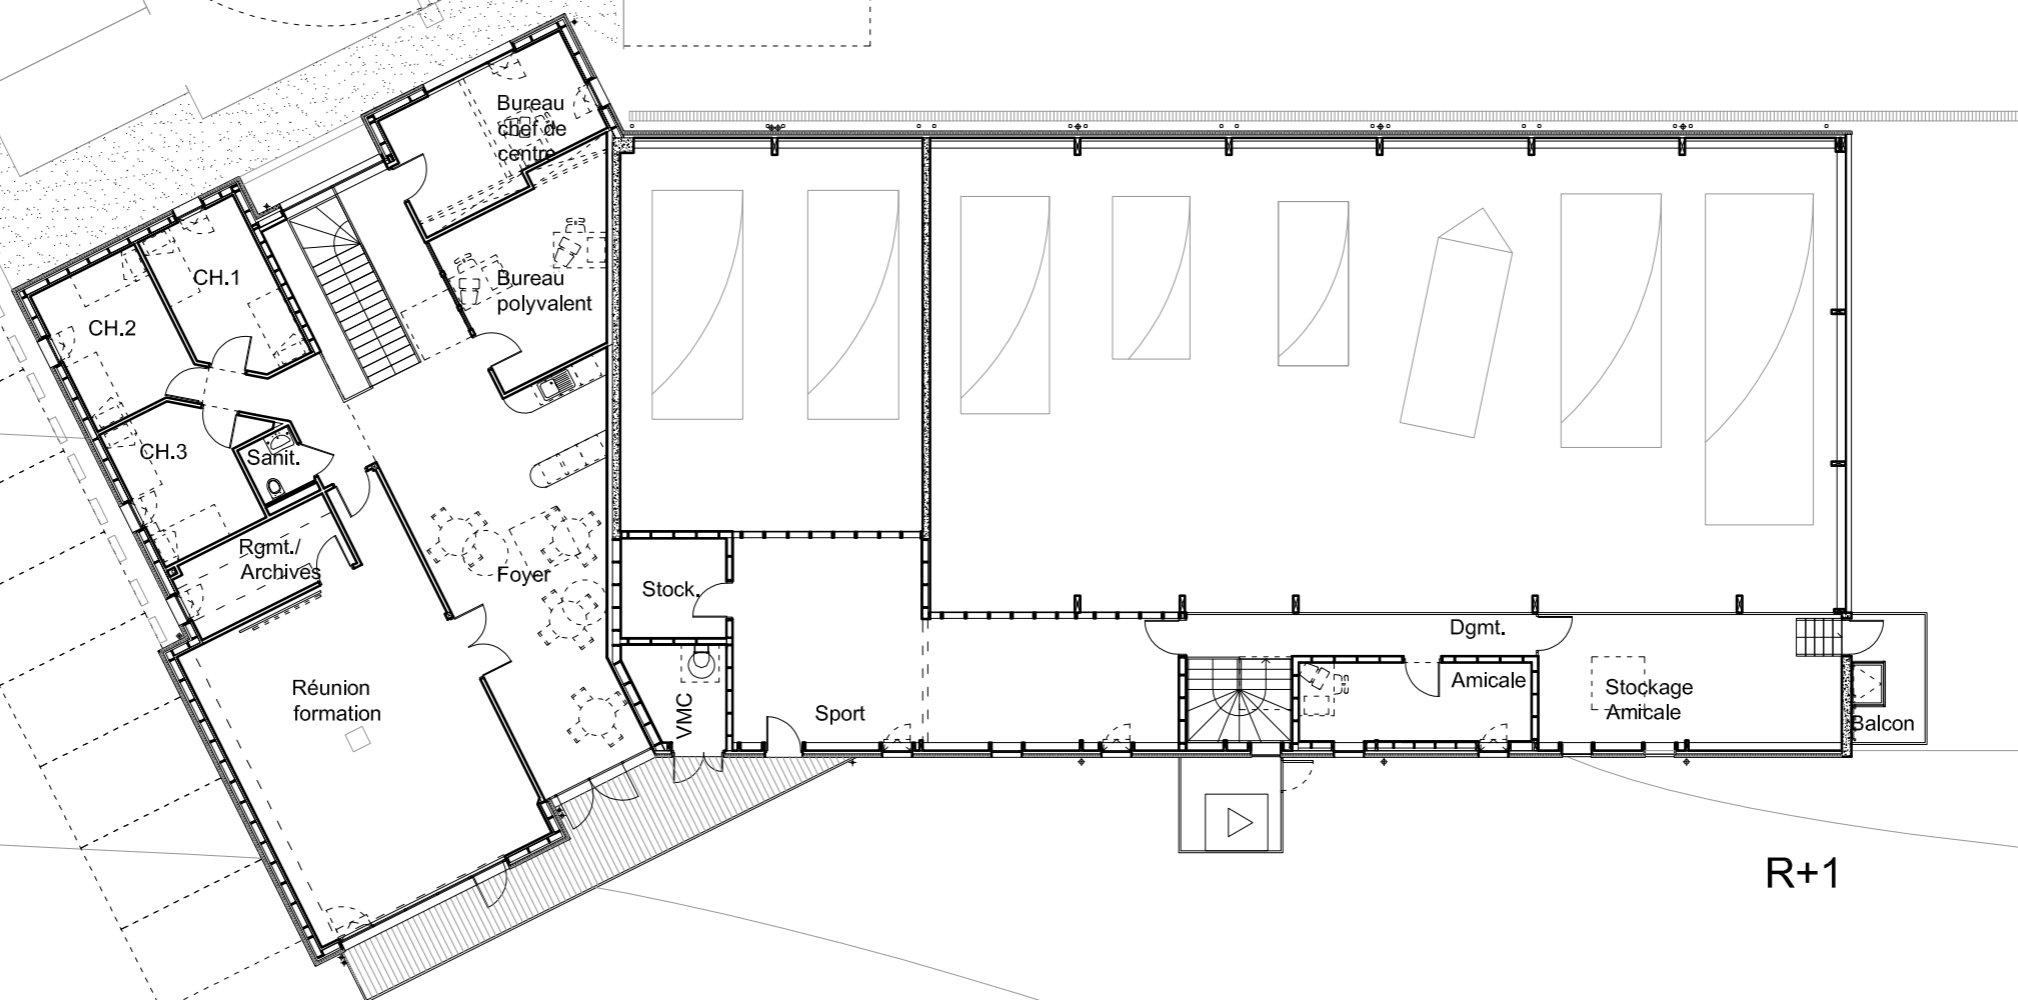 Bureau
chef de
centre
CH.1
Bureau
polyvalent
CH.2
CH.3
Sanit.
Rgmt./
Archives
Foyer
Stock.
Dgmt.
Réunion
formation
VMC
Sport
Amicale
Stockage
Amicale
Balcon
R+1